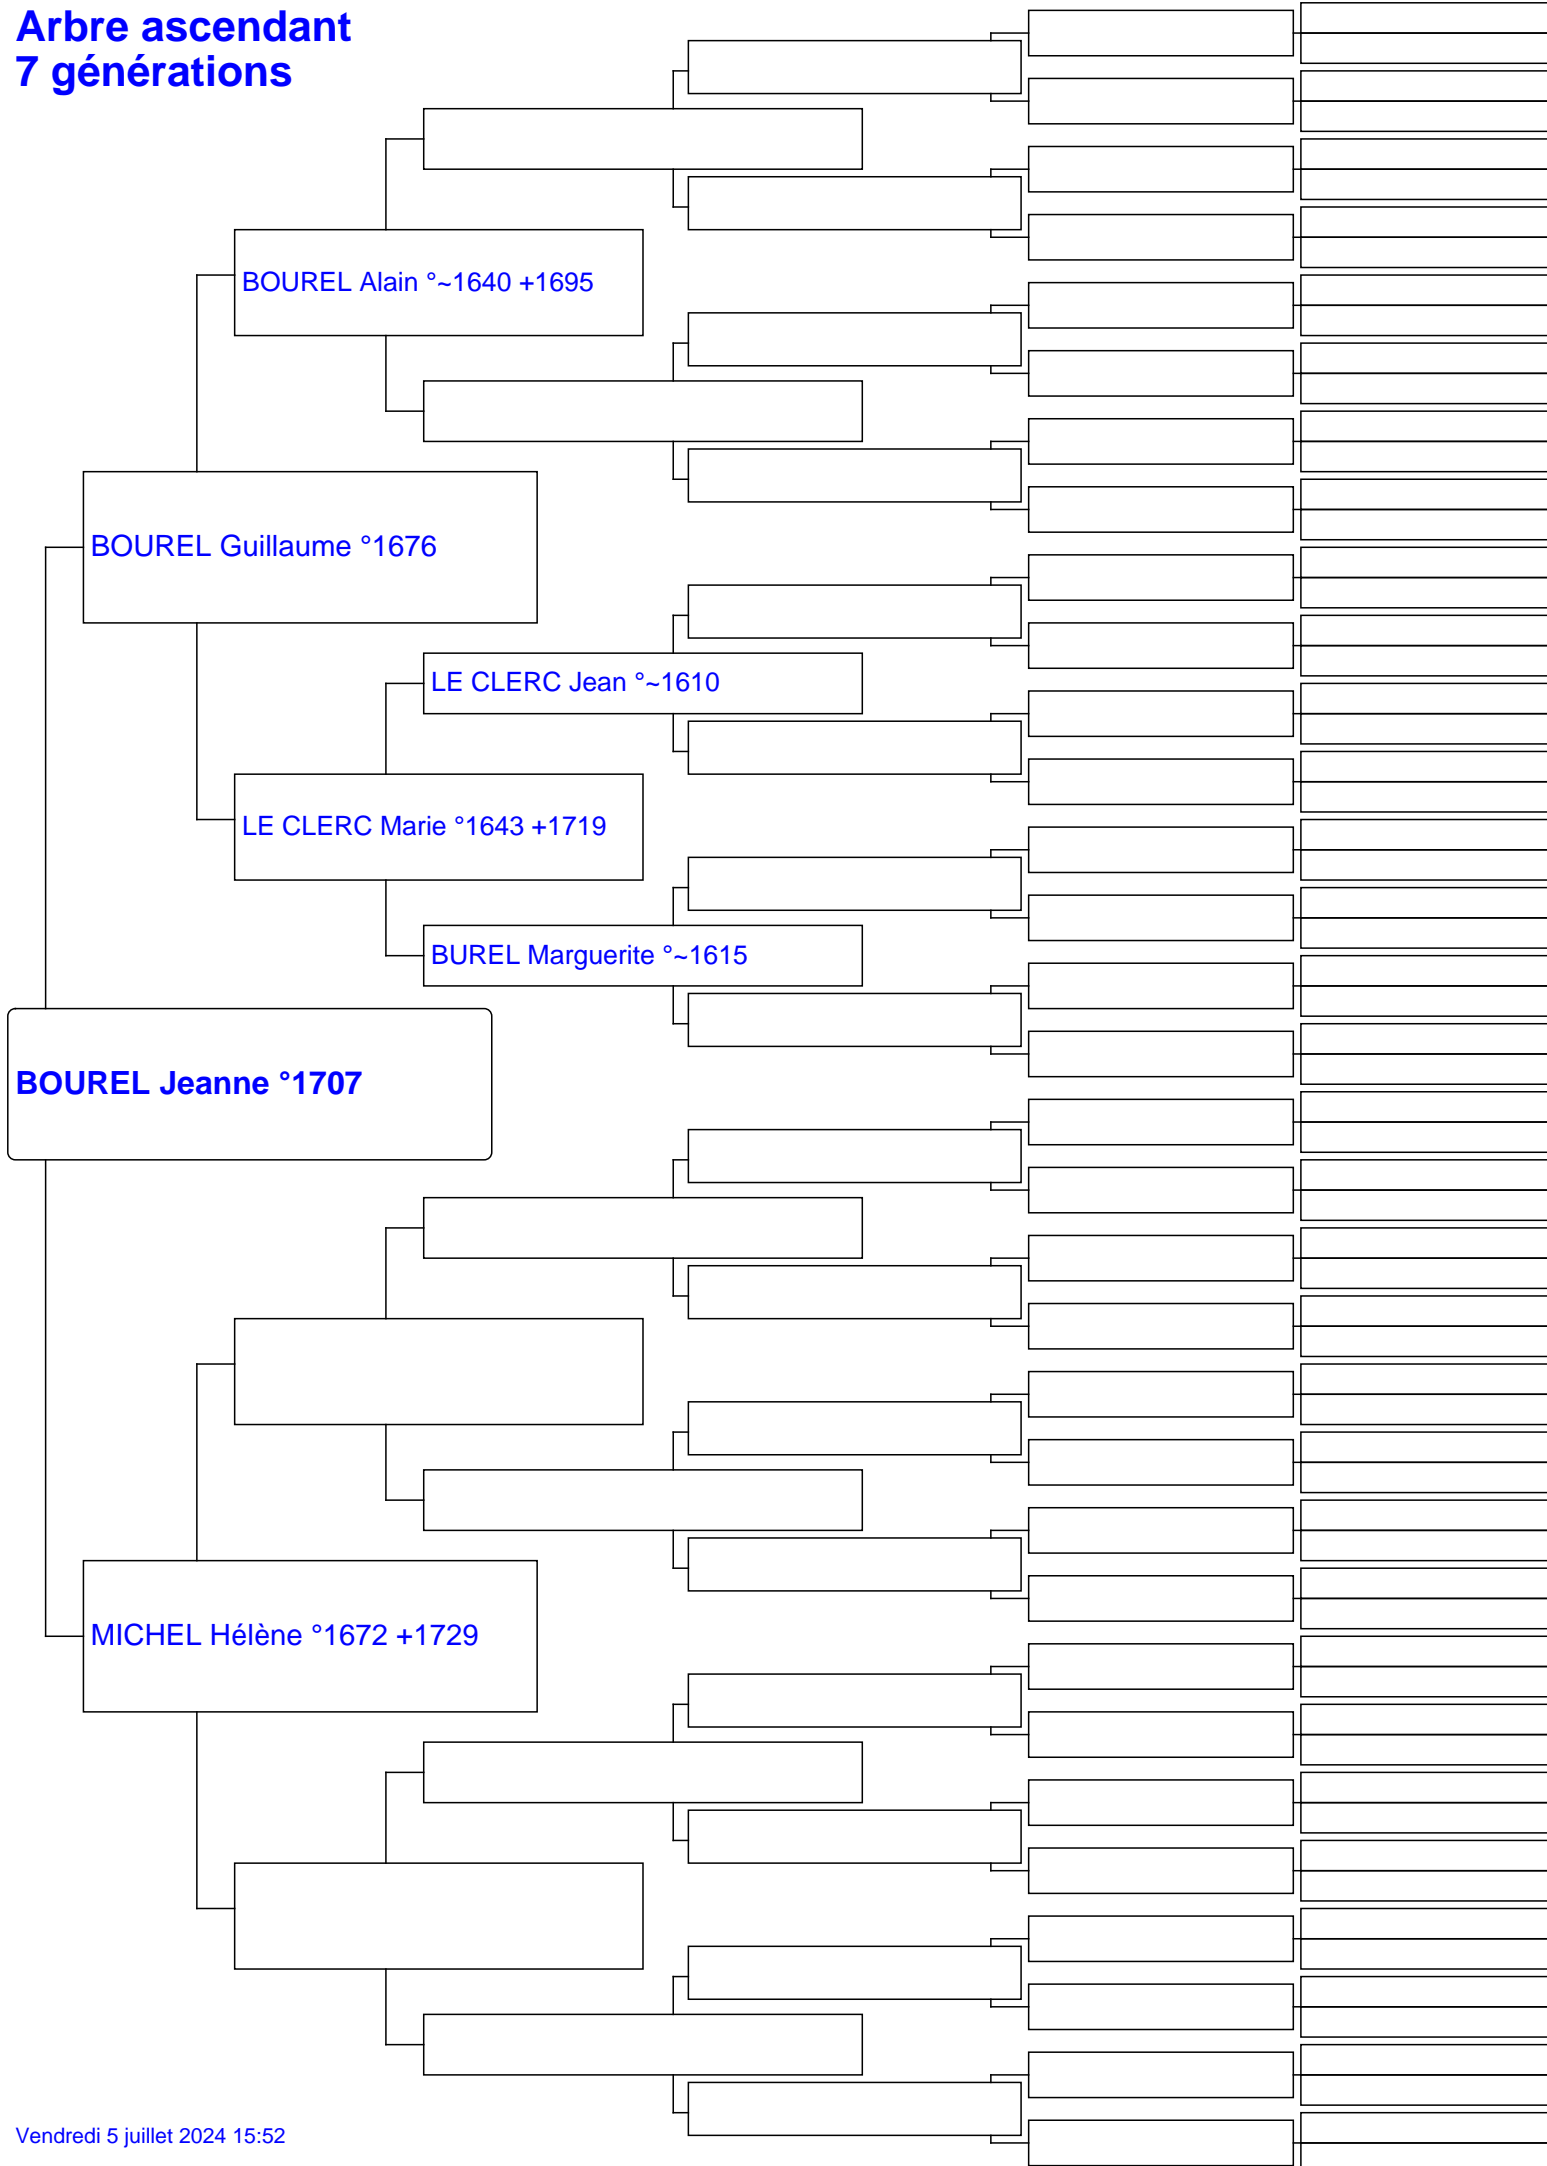 Arbre ascendant
7 générations
BOUREL Alain °~1640 +1695
BOUREL Guillaume °1676
LE CLERC Jean °~1610
LE CLERC Marie °1643 +1719
BUREL Marguerite °~1615
BOUREL Jeanne °1707
MICHEL Hélène °1672 +1729
Vendredi 5 juillet 2024 15:52